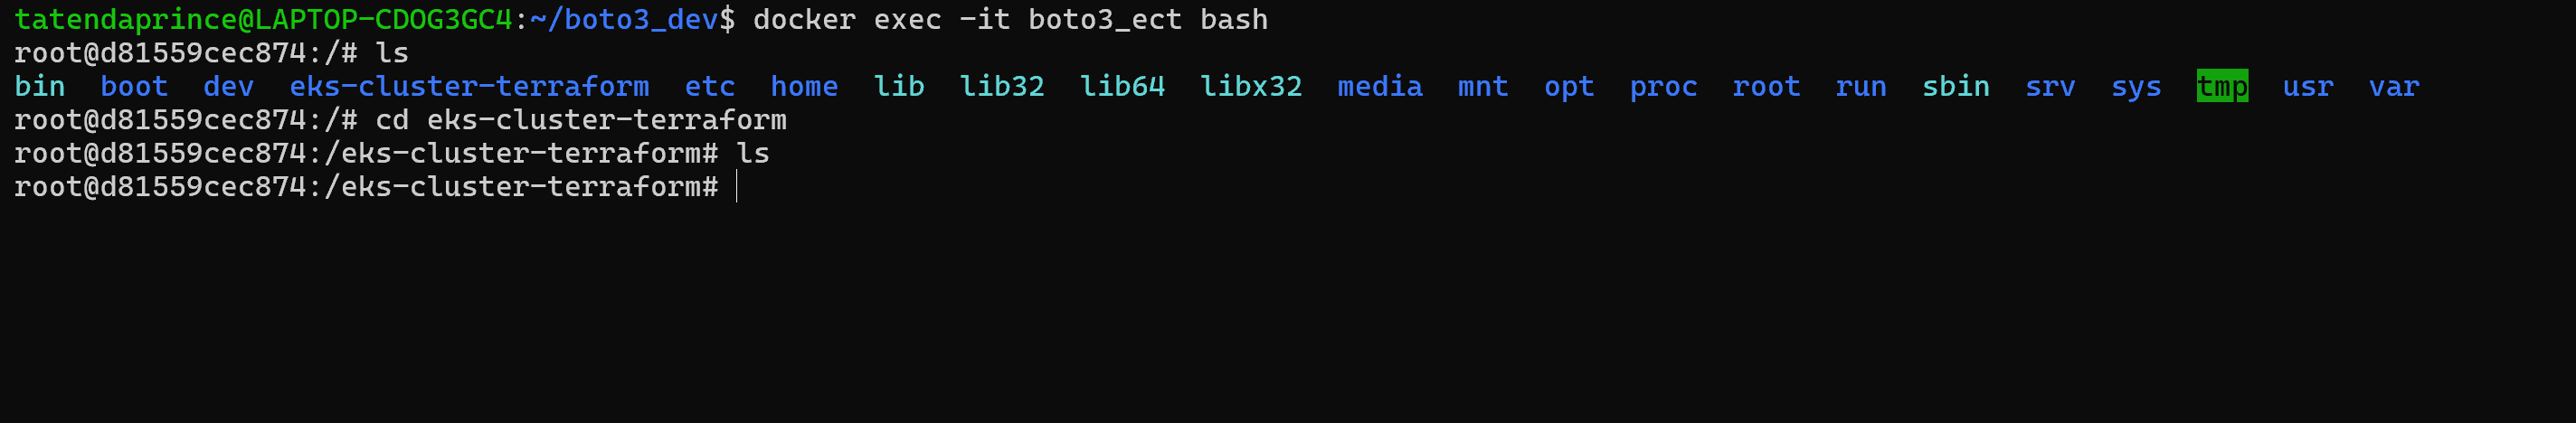 tatendaprince@LAPTOP-CDOG3GC4:~/boto3_dev$ docker exec -it boto3_ect bash
root@d81559cec874:/# ls
bin boot dev eks-cluster-terraform etc home lib lib32 lib64 libx32 media mnt opt proc root run sbin srv sys tmp usr var
root@d81559cec874:/# cd eks-cluster-terraform
root@d81559cec874:/eks-cluster-terraform# ls
root@d81559cec874:/eks-cluster-terraform#